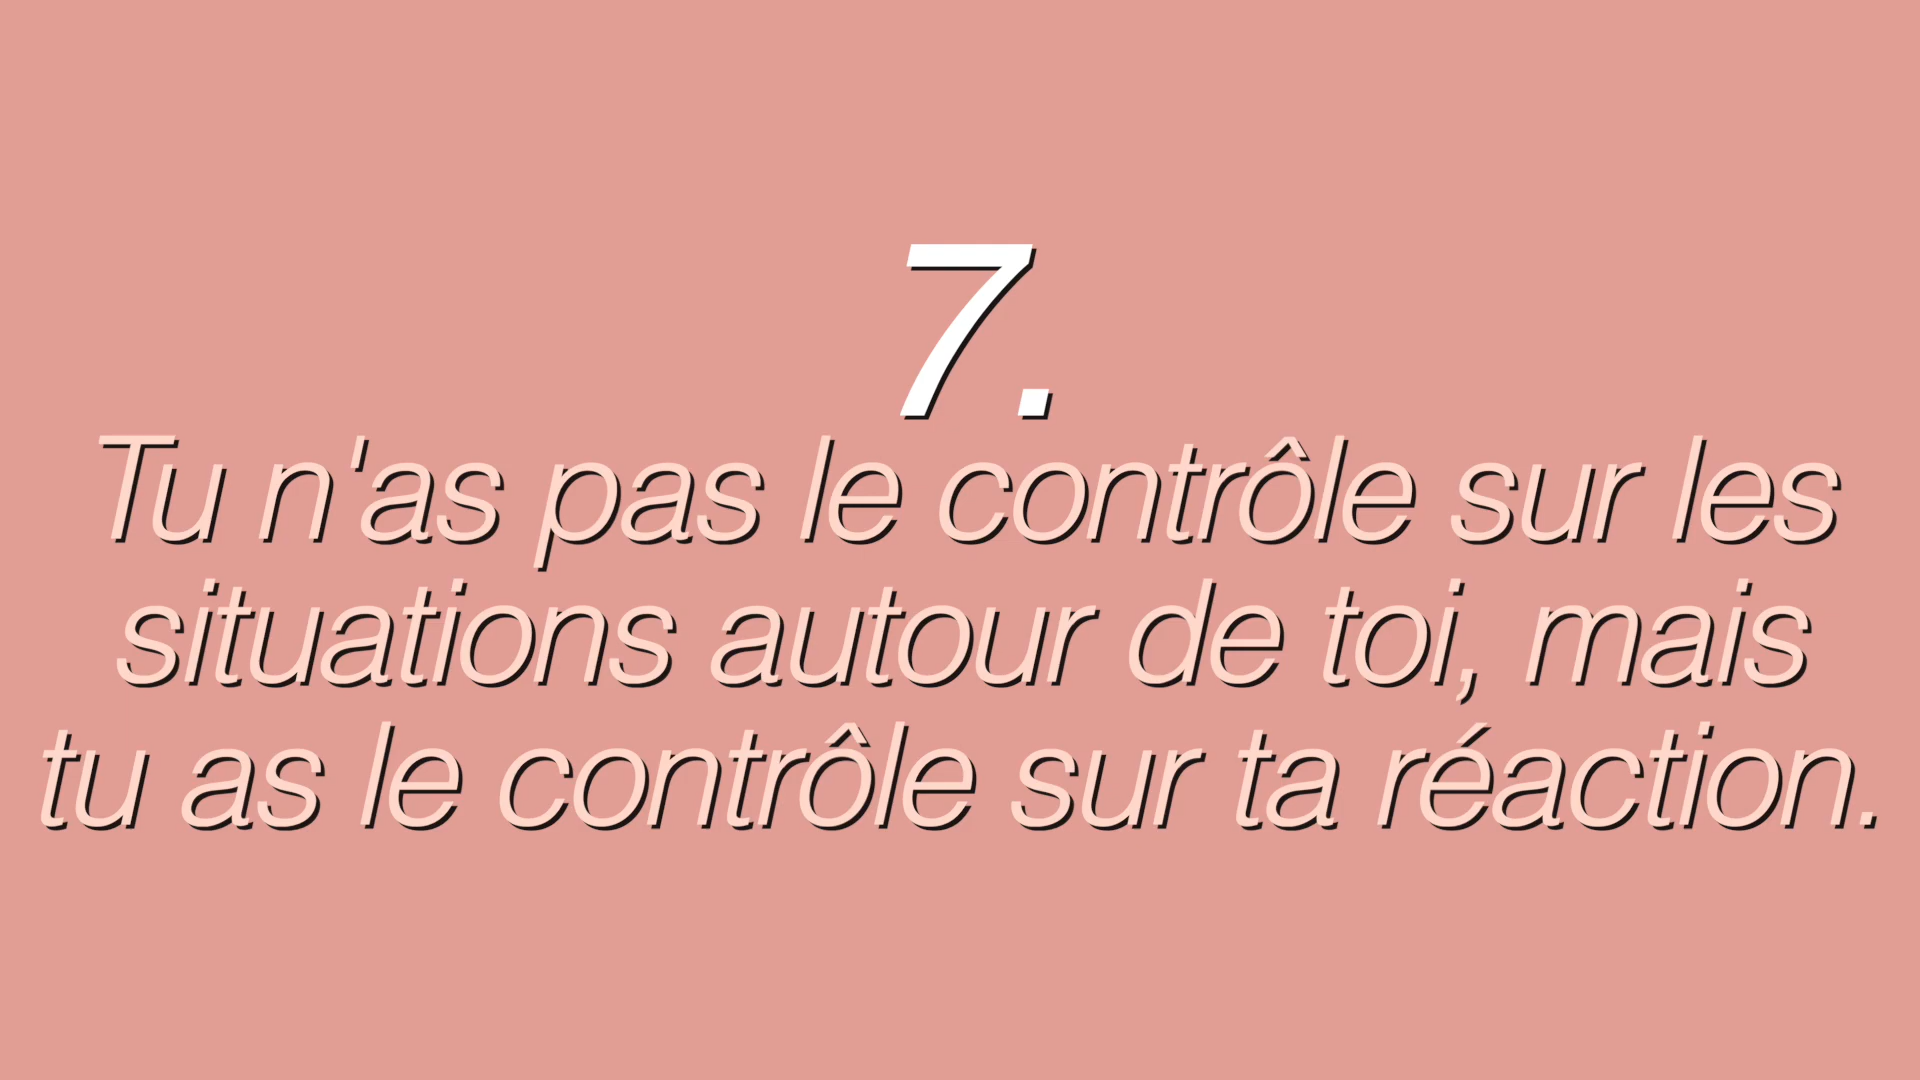 7.
Tu n'as pas le contrôle sur les
situations autour de toi, mais
tu as le contrôle sur ta réaction.